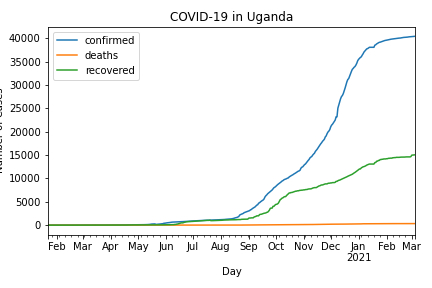 COVID-19 in Uganda
confirmed
deaths
recovered
40000
35000
30000
25000
20000
15000
10000
5000
0
Feb Mar Apr May Jun Jul Aug Sep Oct Nov Dec Jan Feb Mar
2021
Day